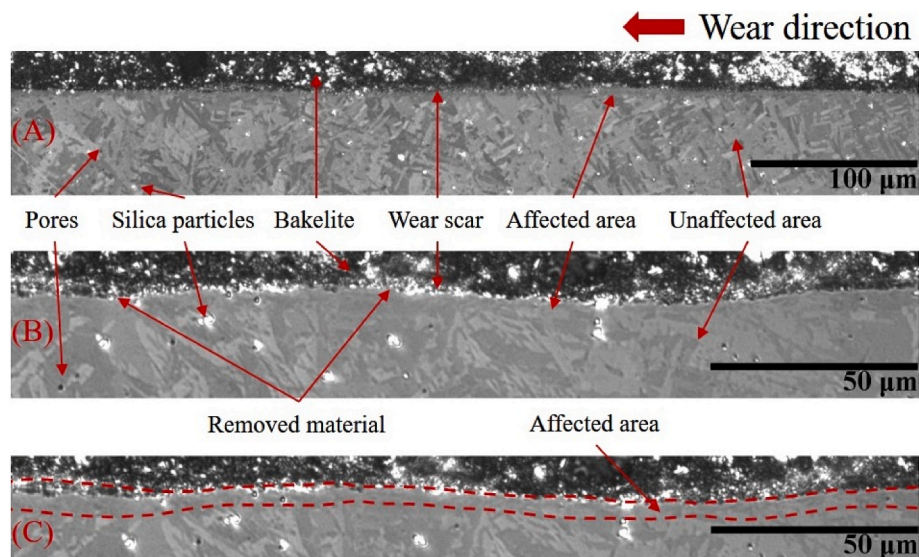 Wear direction
(A)
100 μm
Pores Silica particles Bakelite Wear scar Affected area Unaffected area
(B)
50 μm
Removed material Affected area
(C)
50 μm